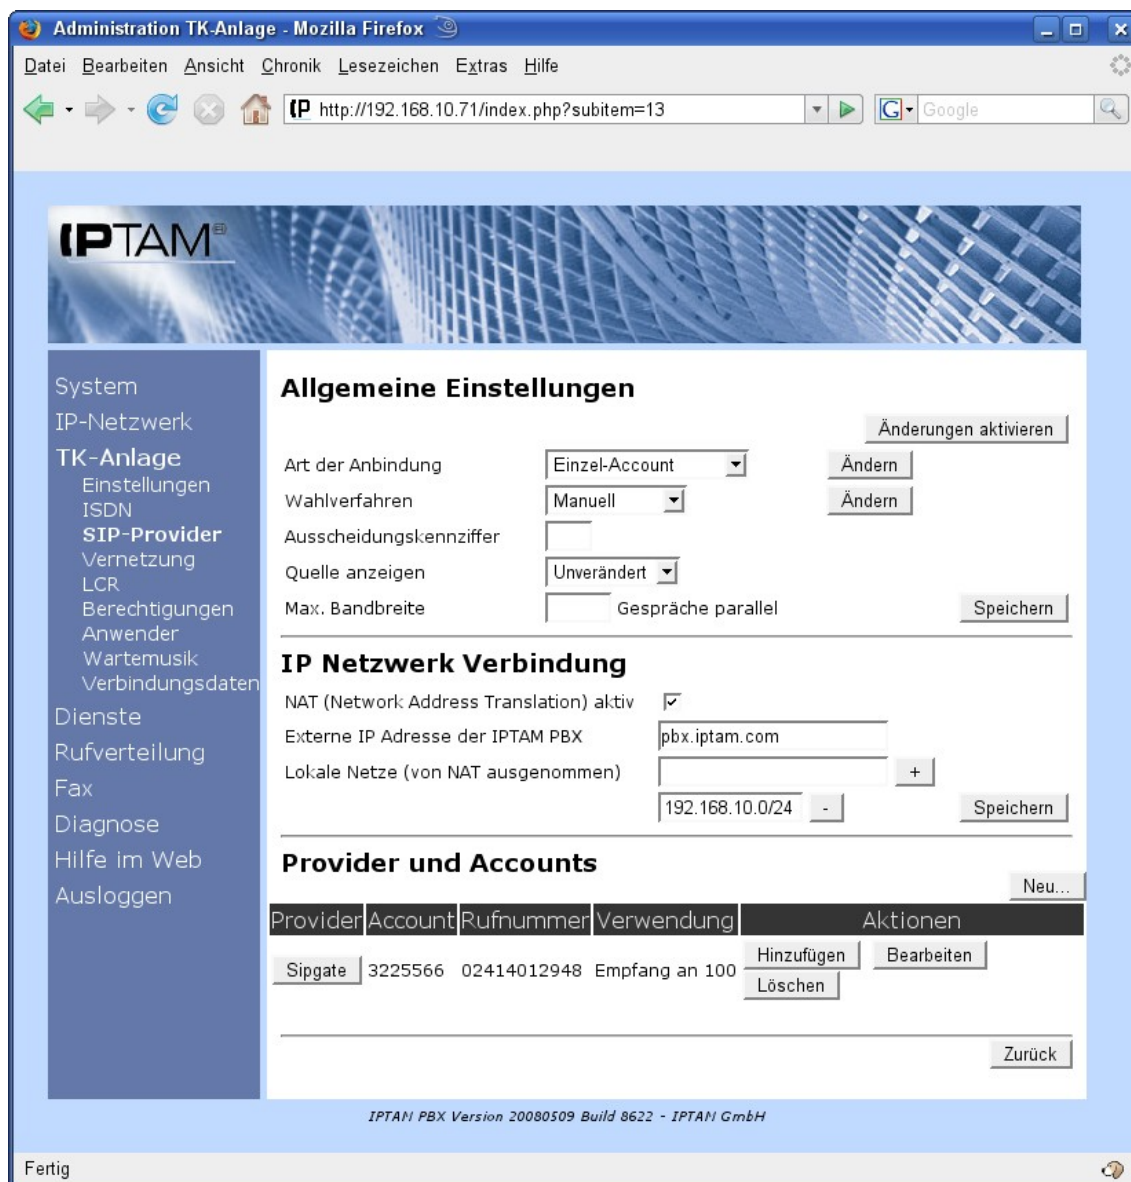 Administration TK-Anlage - Mozilla Firefox
Datei Bearbeiten Ansicht Chronik Lesezeichen Extras Hilfe
http://192.168.10.71/index.php?subitem=13
G Google
IPTAM®
System
IP-Netzwerk
TK-Anlage
Einstellungen
ISDN
SIP-Provider
Vernetzung
LCR
Berechtigungen
Anwender
Wartemusik
Verbindungsdaten
Dienste
Rufverteilung
Fax
Diagnose
Hilfe im Web
Ausloggen
Allgemeine Einstellungen
Änderungen aktivieren
Art der Anbindung Einzel-Account Ändern
Wahlverfahren Manuell Ändern
Ausscheidungskennziffer
Quelle anzeigen Unverändert
Max. Bandbreite Gespräche parallel Speichern
IP Netzwerk Verbindung
NAT (Network Address Translation) aktiv
Externe IP Adresse der IPTAM PBX pbx.iptam.com
Lokale Netze (von NAT ausgenommen) +
192.168.10.0/24 - Speichern
Provider und Accounts
Neu...
Provider Account Rufnummer Verwendung Aktionen
Sipgate 3225566 02414012948 Empfang an 100 Hinzufügen Bearbeiten
Löschen
Zurück
IPTAM PBX Version 20080509 Build 8622 - IPTAM GmbH
Fertig